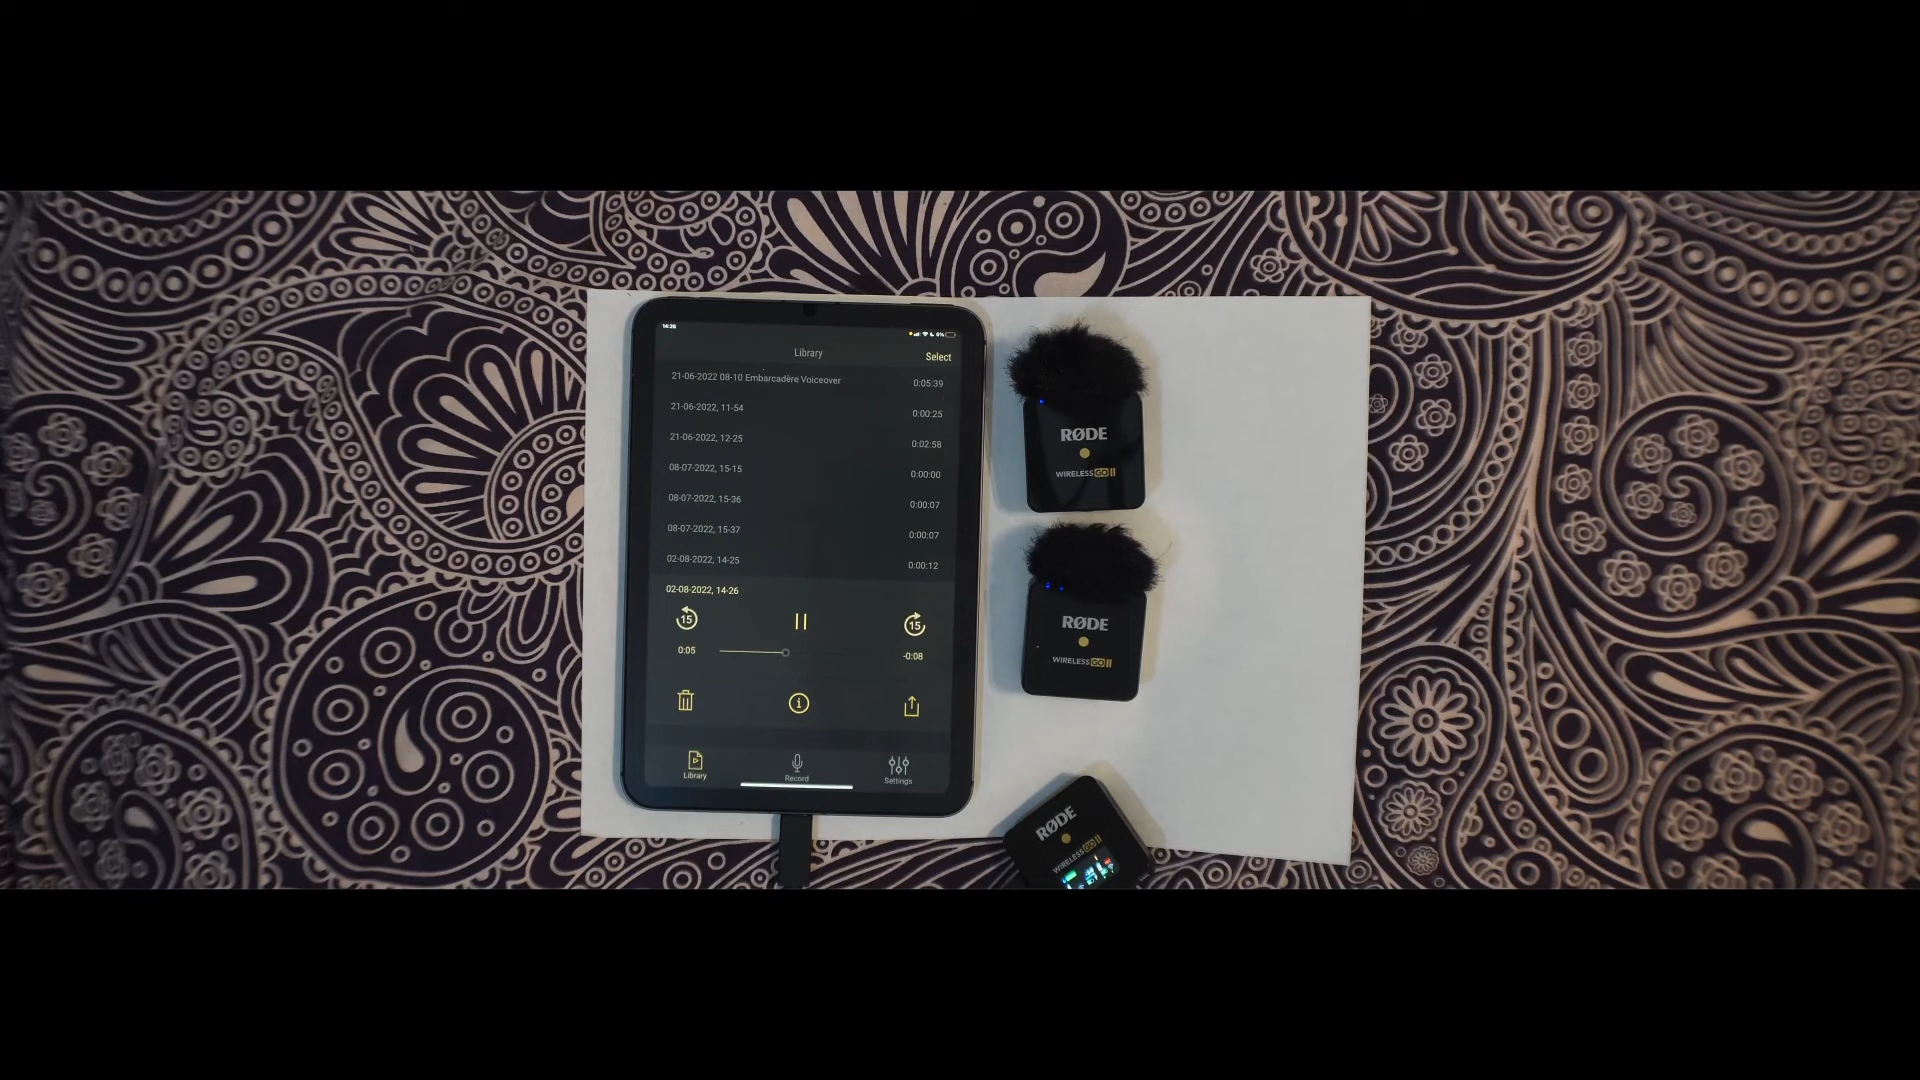 14:26
6%
Library
Select
21-06-2022 08-10 Embarcadère Voiceover 0:05:39
21-06-2022, 11-54 0:00:25
21-06-2022, 12-25 0:02:58
08-07-2022, 15-15 0:00:00
08-07-2022, 15-36 0:00:07
08-07-2022, 15-37 0:00:07
02-08-2022, 14-25 0:00:12
02-08-2022, 14-26
15 15
0:05 -0:08
Library Record Settings
RØDE
WIRELESS GO II
RØDE
WIRELESS GO II
RØDE
WIRELESS GO II